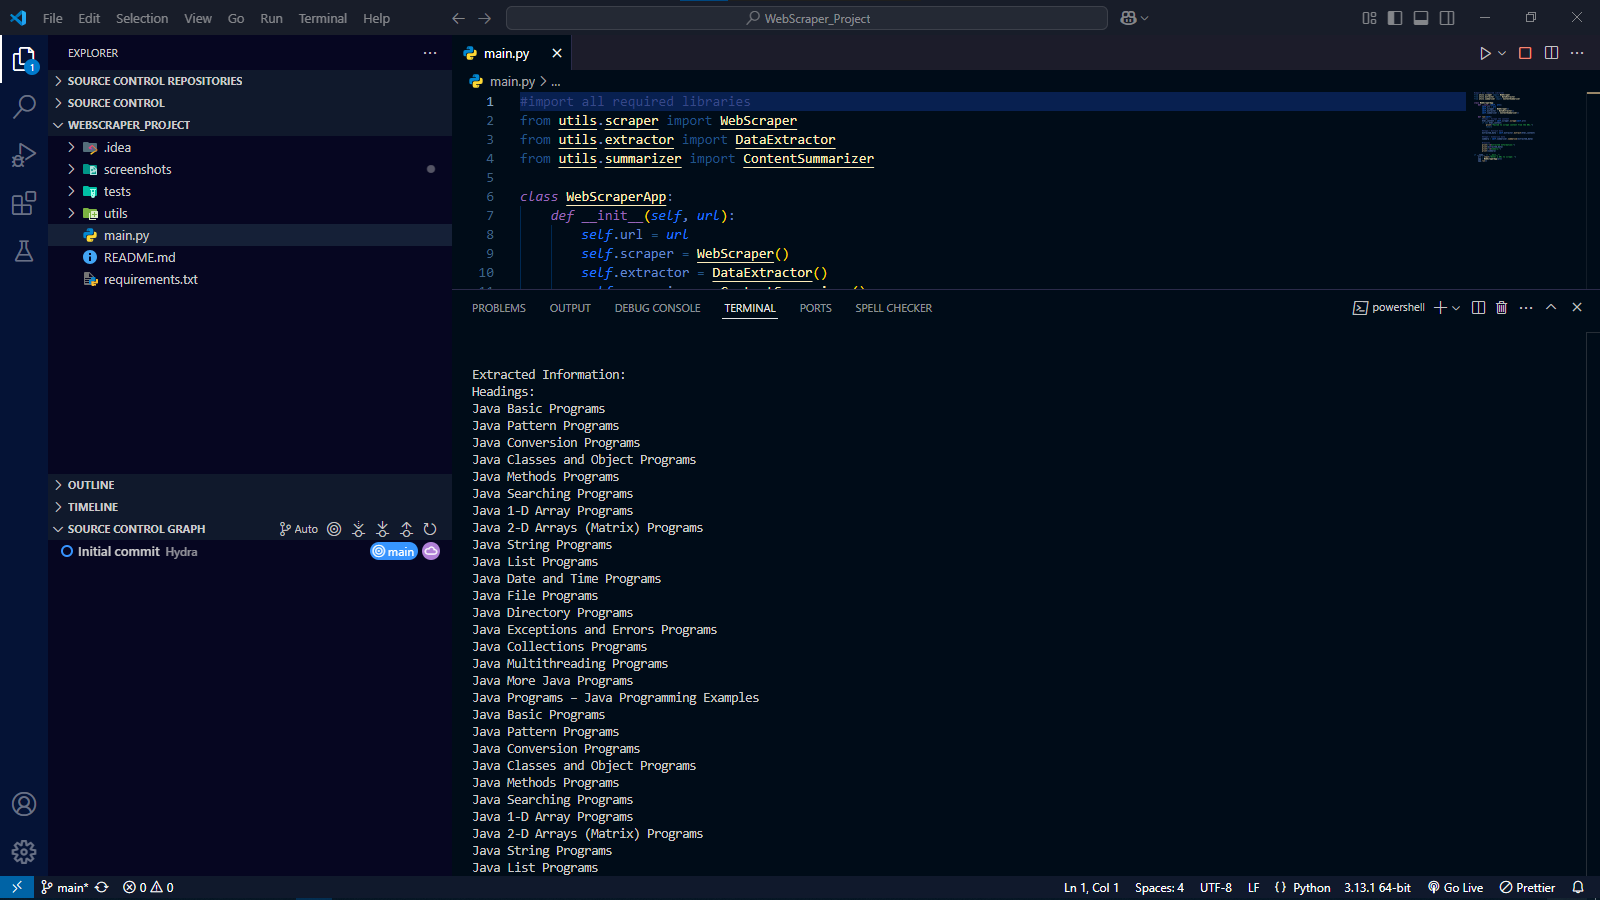 File Edit Selection View Go Run Terminal Help
WebScraper_Project
EXPLORER
1
SOURCE CONTROL REPOSITORIES
SOURCE CONTROL
WEBSCRAPER_PROJECT
.idea
screenshots
tests
utils
main.py
README.md
requirements.txt
OUTLINE
TIMELINE
SOURCE CONTROL GRAPH
Auto
Initial commit Hydra
main
main.py
main.py > ...
1 #import all required libraries
2 from utils.scraper import WebScraper
3 from utils.extractor import DataExtractor
4 from utils.summarizer import ContentSummarizer
5
6 class WebScraperApp:
7 def __init__(self, url):
8 self.url = url
9 self.scraper = WebScraper()
10 self.extractor = DataExtractor()
PROBLEMS OUTPUT DEBUG CONSOLE TERMINAL PORTS SPELL CHECKER
powershell
Extracted Information:
Headings:
Java Basic Programs
Java Pattern Programs
Java Conversion Programs
Java Classes and Object Programs
Java Methods Programs
Java Searching Programs
Java 1-D Array Programs
Java 2-D Arrays (Matrix) Programs
Java String Programs
Java List Programs
Java Date and Time Programs
Java File Programs
Java Directory Programs
Java Exceptions and Errors Programs
Java Collections Programs
Java Multithreading Programs
Java More Java Programs
Java Programs – Java Programming Examples
Java Basic Programs
Java Pattern Programs
Java Conversion Programs
Java Classes and Object Programs
Java Methods Programs
Java Searching Programs
Java 1-D Array Programs
Java 2-D Arrays (Matrix) Programs
Java String Programs
Java List Programs
main* 0 0 Ln 1, Col 1 Spaces: 4 UTF-8 LF {} Python 3.13.1 64-bit Go Live Prettier